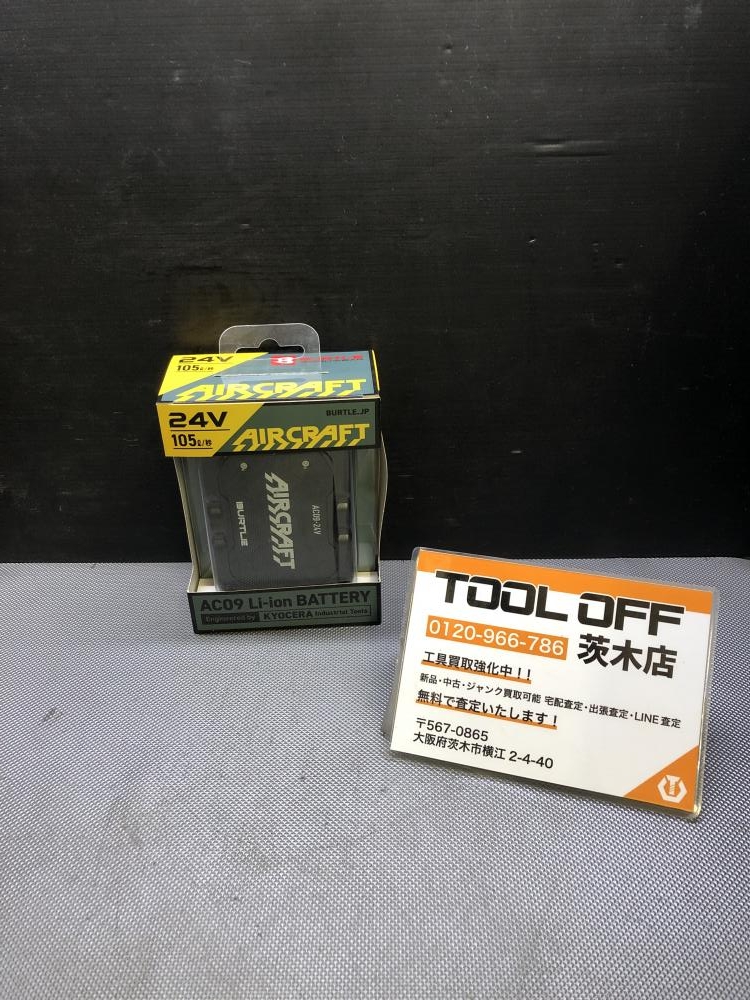 24V
105ℓ/秒
AIRCRAFT
24V
105ℓ/秒
BURTLE.JP
AIRCRAFT
AIRCRAFT
BURTLE
AC09-24V
AC09 Li-ion BATTERY
Engineered by KYOCERA Industrial Tools
TOOL OFF
0120-966-786 茨木店
工具買取強化中！！
新品・中古・ジャンク買取可能 宅配査定・出張査定・LINE査定
無料で査定いたします！
〒567-0865
大阪府茨木市横江 2-4-40